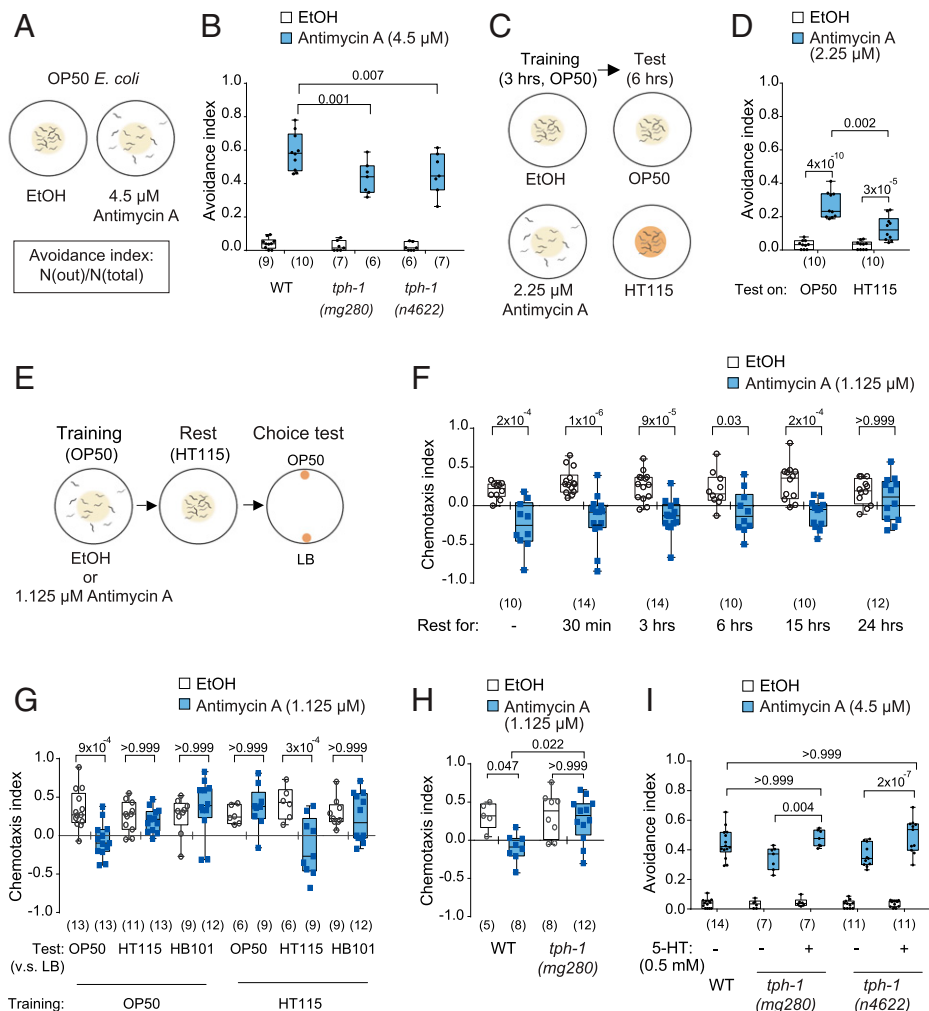 A
OP50 E. coli
EtOH
4.5 µM
Antimycin A
Avoidance index:
N(out)/N(total)
B
EtOH
Antimycin A (4.5 µM)
Avoidance index
1.0
0.8
0.6
0.4
0.2
0.0
0.007
0.001
(9) (10) (7) (6) (6) (7)
WT tph-1 tph-1
(mg280) (n4622)
C
Training Test
(3 hrs, OP50) (6 hrs)
EtOH OP50
2.25 µM HT115
Antimycin A
D
EtOH
Antimycin A
(2.25 µM)
Avoidance index
1.0
0.8
0.6
0.4
0.2
0.0
0.002
4x10-10
3x10-5
(10) (10)
Test on: OP50 HT115
E
Training Rest Choice test
(OP50) (HT115)
OP50
LB
EtOH
or
1.125 µM Antimycin A
F
EtOH
Antimycin A (1.125 µM)
Chemotaxis index
1.0
0.5
0.0
-0.5
-1.0
2x10-4 1x10-6 9x10-5 0.03 2x10-4 >0.999
(10) (14) (14) (10) (10) (12)
Rest for: - 30 min 3 hrs 6 hrs 15 hrs 24 hrs
G
EtOH
Antimycin A (1.125 µM)
Chemotaxis index
1.0
0.5
0.0
-0.5
-1.0
9x10-4 >0.999 >0.999 >0.999 3x10-4 >0.999
(13) (13) (11) (13) (9) (12) (6) (9) (6) (9) (9) (12)
Test: OP50 HT115 HB101 OP50 HT115 HB101
(v.s. LB)
Training: OP50 HT115
H
EtOH
Antimycin A
(1.125 µM)
Chemotaxis index
1.0
0.5
0.0
-0.5
-1.0
0.022
0.047 >0.999
(5) (8) (8) (12)
WT tph-1
(mg280)
I
EtOH
Antimycin A (4.5 µM)
Avoidance index
1.0
0.8
0.6
0.4
0.2
0.0
>0.999
>0.999 2x10-7
0.004
(14) (7) (7) (11) (11)
5-HT: - - + - +
(0.5 mM)
WT tph-1 tph-1
(mg280) (n4622)